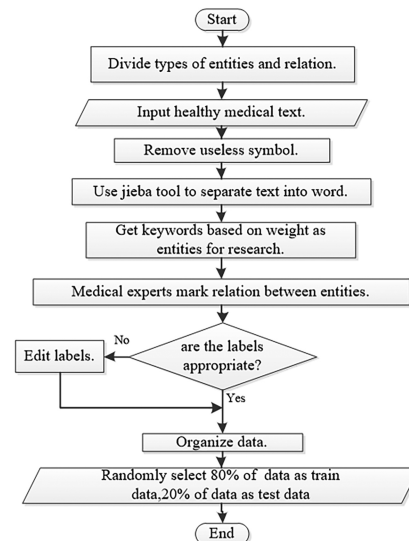 Start
Divide types of entities and relation.
Input healthy medical text.
Remove useless symbol.
Use jieba tool to separate text into word.
Get keywords based on weight as
entities for research.
Medical experts mark relation between entities.
are the labels
appropriate?
No
Edit labels.
Yes
Organize data.
Randomly select 80% of data as train
data,20% of data as test data
End